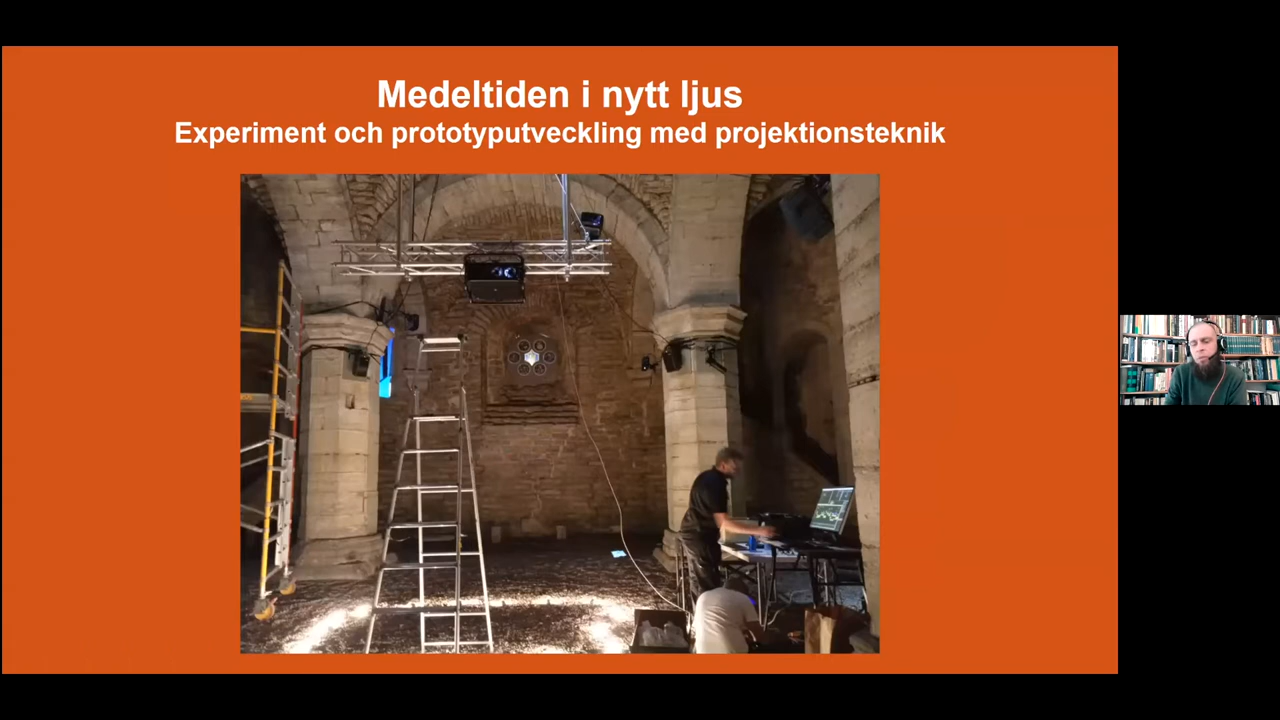 Medeltiden i nytt ljus
Experiment och prototyputveckling med projektionsteknik